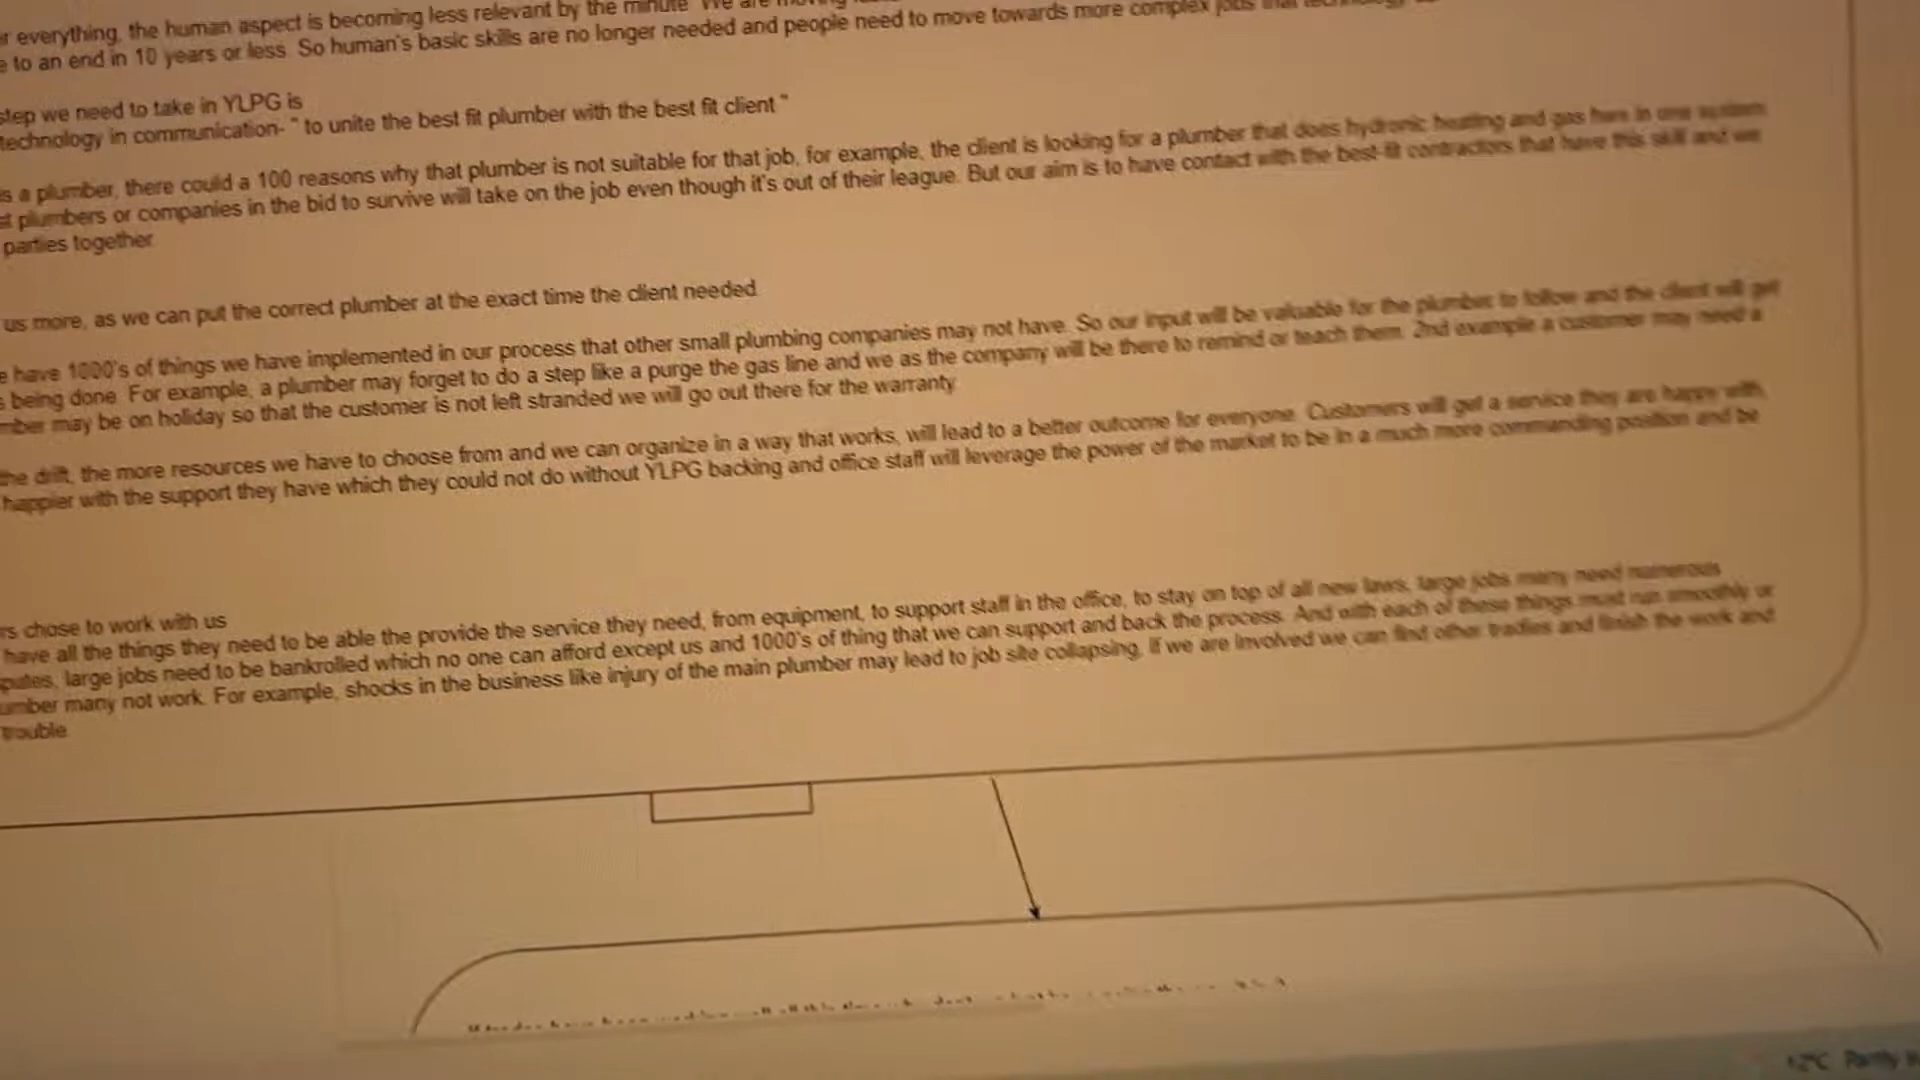 everything, the human aspect is becoming less relevant by the minute We are
to an end in 10 years or less. So human's basic skills are no longer needed and people need to move towards more complex jobs that
step we need to take in YLPG is
technology in communication- " to unite the best fit plumber with the best fit client "
is a plumber, there could a 100 reasons why that plumber is not suitable for that job, for example, the client is looking for a plumber that does hydronic heating and gas here in one system
plumbers or companies in the bid to survive will take on the job even though it's out of their league. But our aim is to have contact with the best-fit contractors that have this skill and we
parties together
us more, as we can put the correct plumber at the exact time the client needed
have 1000's of things we have implemented in our process that other small plumbing companies may not have. So our input will be valuable for the plumber to follow and the client will get
being done. For example, a plumber may forget to do a step like a purge the gas line and we as the company will be there to remind or teach them. 2nd example a customer may need a
may be on holiday so that the customer is not left stranded we will go out there for the warranty
the drift, the more resources we have to choose from and we can organize in a way that works, will lead to a better outcome for everyone. Customers will get a service they are happy with,
happier with the support they have which they could not do without YLPG backing and office staff will leverage the power of the market to be in a much more commanding position and be
chose to work with us
have all the things they need to be able the provide the service they need, from equipment, to support staff in the office, to stay on top of all new laws, large jobs many need numerous
large jobs need to be bankrolled which no one can afford except us and 1000's of thing that we can support and back the process. And with each of these things must run smoothly or
many not work. For example, shocks in the business like injury of the main plumber may lead to job site collapsing, if we are involved we can find other tradies and finish the work and
trouble
Partly